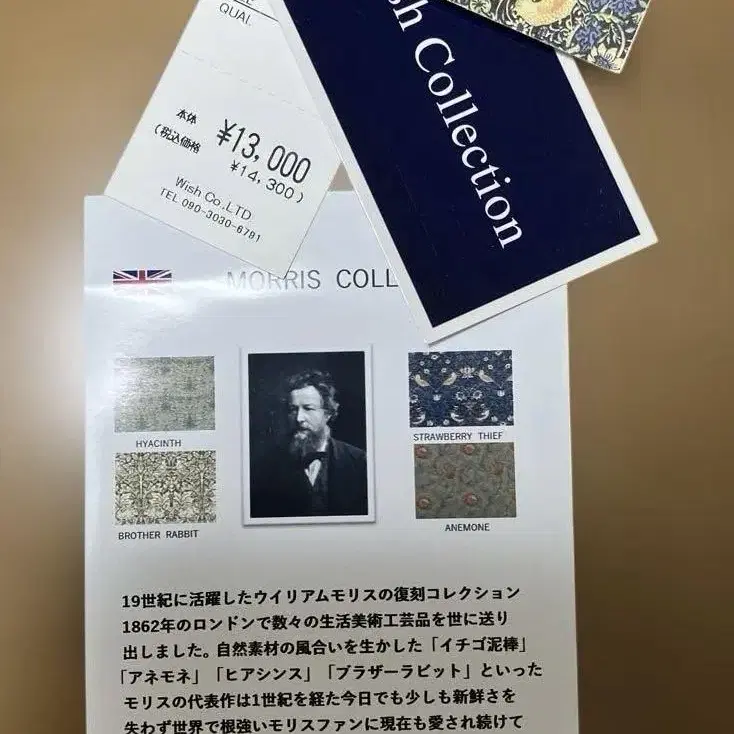 QUAL
本体 ¥13,000
(税込価格 ¥14,300)
Wish Co.,LTD
TEL.090-3030-6791
Collection
MORRIS COLL
HYACINTH
STRAWBERRY THIEF
BROTHER RABBIT
ANEMONE
19世紀に活躍したウイリアムモリスの復刻コレクション
1862年のロンドンで数々の生活美術工芸品を世に送り
出しました。自然素材の風合いを生かした「イチゴ泥棒」
「アネモネ」「ヒアシンス」「ブラザーラビット」といった
モリスの代表作は1世紀を経た今日でも少しも新鮮さを
失わず世界で根強いモリスファンに現在も愛され続けて